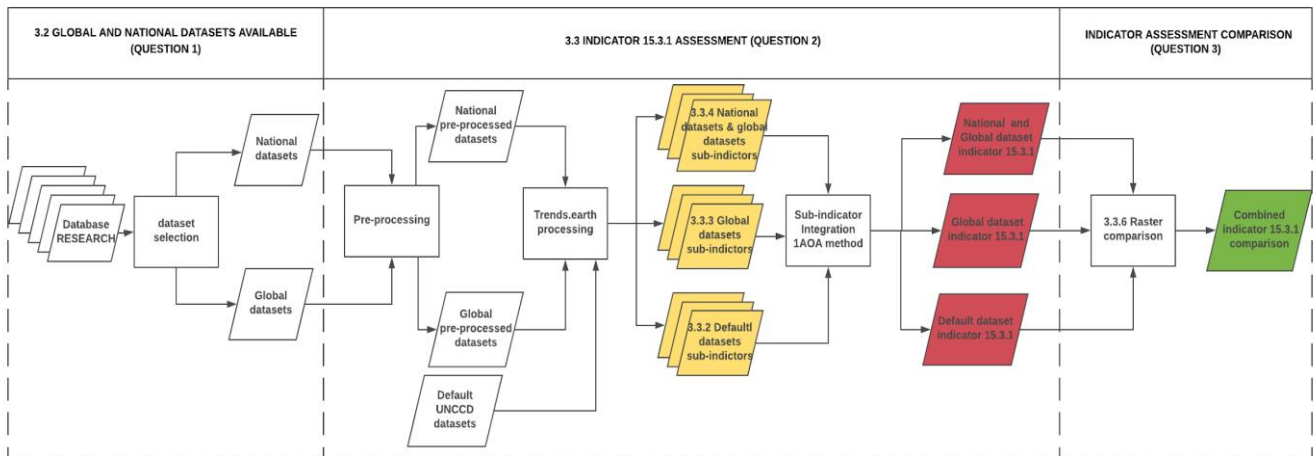 3.2 GLOBAL AND NATIONAL DATASETS AVAILABLE
(QUESTION 1)
3.3 INDICATOR 15.3.1 ASSESSMENT (QUESTION 2)
INDICATOR ASSESSMENT COMPARISON
(QUESTION 3)
Database
RESEARCH
dataset
selection
National
datasets
Global
datasets
Pre-processing
National
pre-processed
datasets
Global
pre-processed
datasets
Default
UNCCD
datasets
Trends.earth
processing
3.3.4 National
datasets & global
datasets
sub-indictors
3.3.3 Global
datasets
sub-indictors
3.3.2 Defaultl
datasets
sub-indictors
Sub-indicator
Integration
1AOA method
National and
Global dataset
indicator 15.3.1
Global dataset
indicator 15.3.1
Default dataset
indicator 15.3.1
3.3.6 Raster
comparison
Combined
indicator 15.3.1
comparison